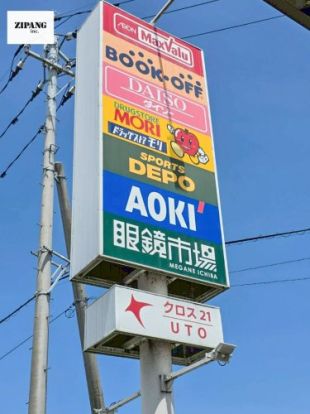 ZIPANG
inc.
AEON
MaxValu
BOOK-OFF
DAISO
ダイソー
DRUGSTORE
MORI
ドラッグストア モリ
SPORTS
DEPO
AOKI
眼鏡市場
MEGANE ICHIBA
クロス21
UTO